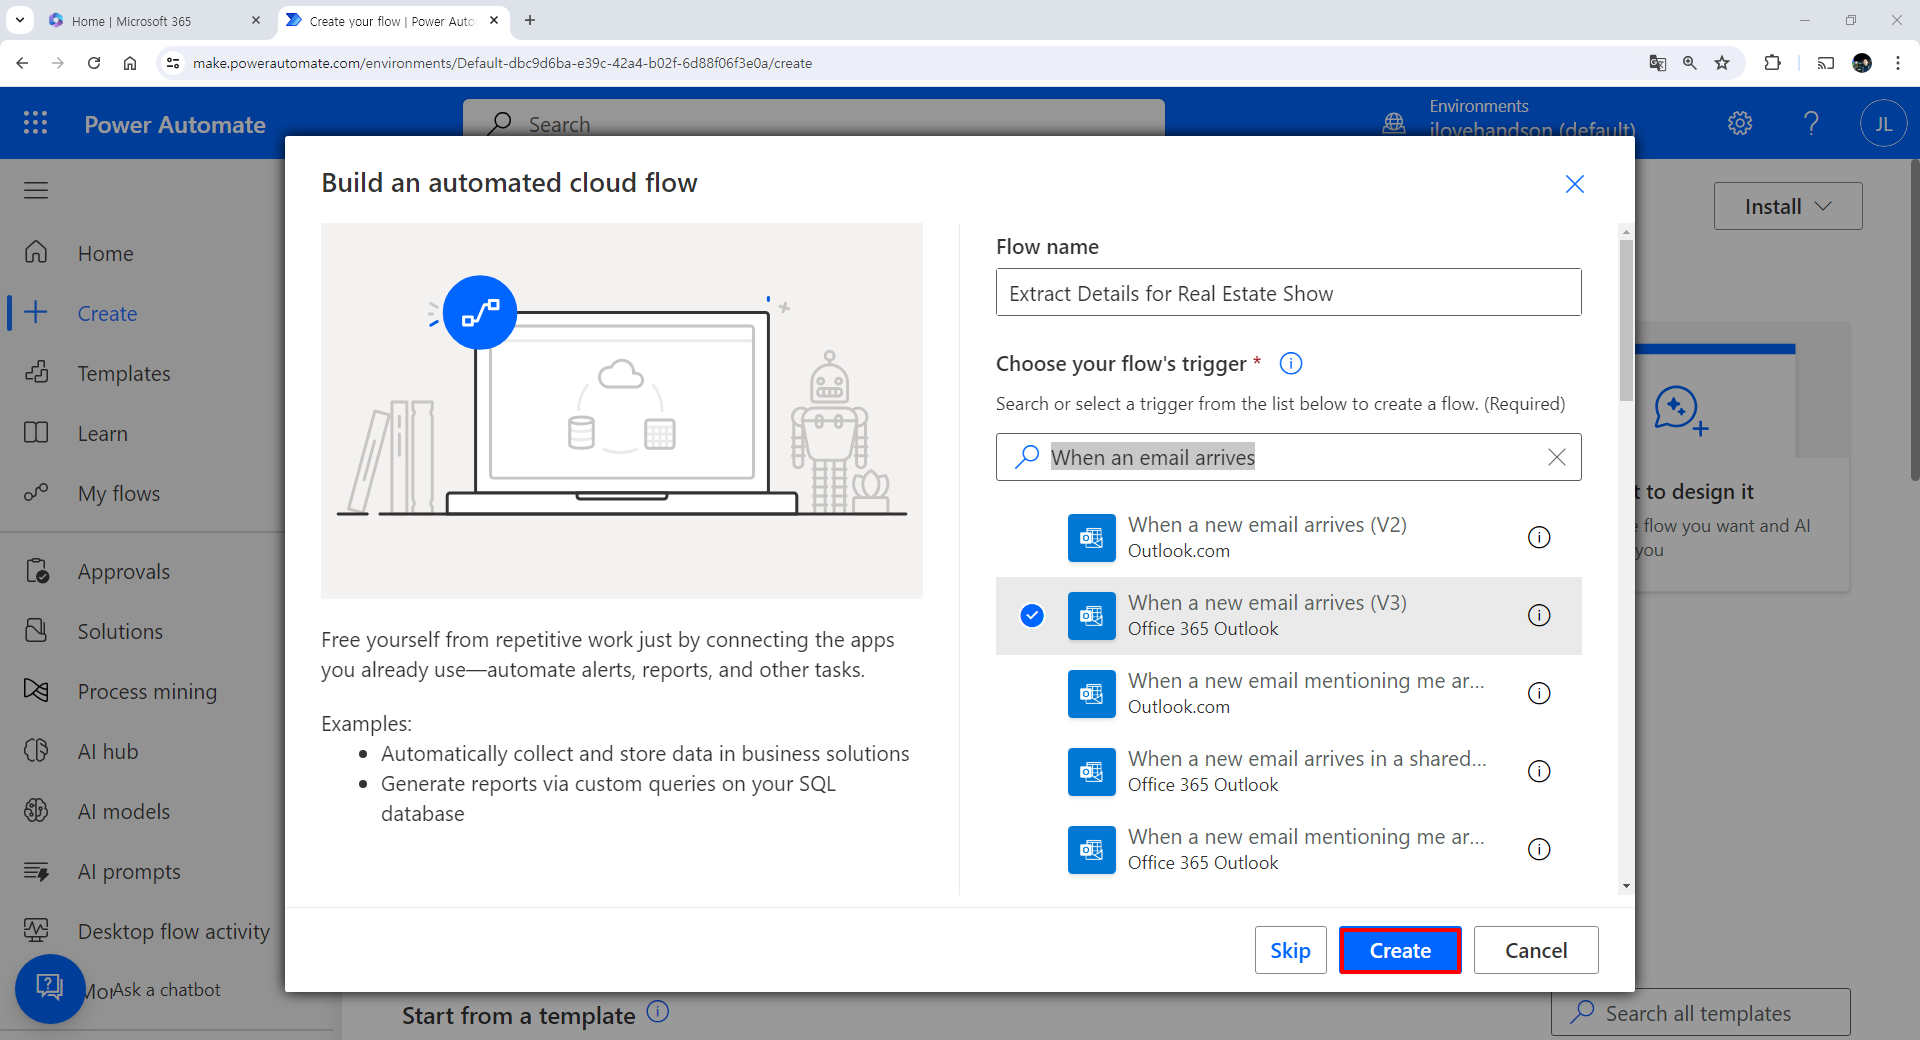 Home | Microsoft 365
Create your flow | Power Auto
make.powerautomate.com/environments/Default-dbc9d6ba-e39c-42a4-b02f-6d88f06f3e0a/create
Power Automate
Search
Environments
ilovehandson (default)
JL
Install
Home
Create
Templates
Learn
My flows
Approvals
Solutions
Process mining
AI hub
AI models
AI prompts
Desktop flow activity
Mor
Ask a chatbot
Build an automated cloud flow
Free yourself from repetitive work just by connecting the apps
you already use—automate alerts, reports, and other tasks.
Examples:
• Automatically collect and store data in business solutions
• Generate reports via custom queries on your SQL
database
Flow name
Extract Details for Real Estate Show
Choose your flow's trigger *
Search or select a trigger from the list below to create a flow. (Required)
When an email arrives
When a new email arrives (V2)
Outlook.com
When a new email arrives (V3)
Office 365 Outlook
When a new email mentioning me ar...
Outlook.com
When a new email arrives in a shared...
Office 365 Outlook
When a new email mentioning me ar...
Office 365 Outlook
Skip
Create
Cancel
t to design it
flow you want and AI
you
Start from a template
Search all templates